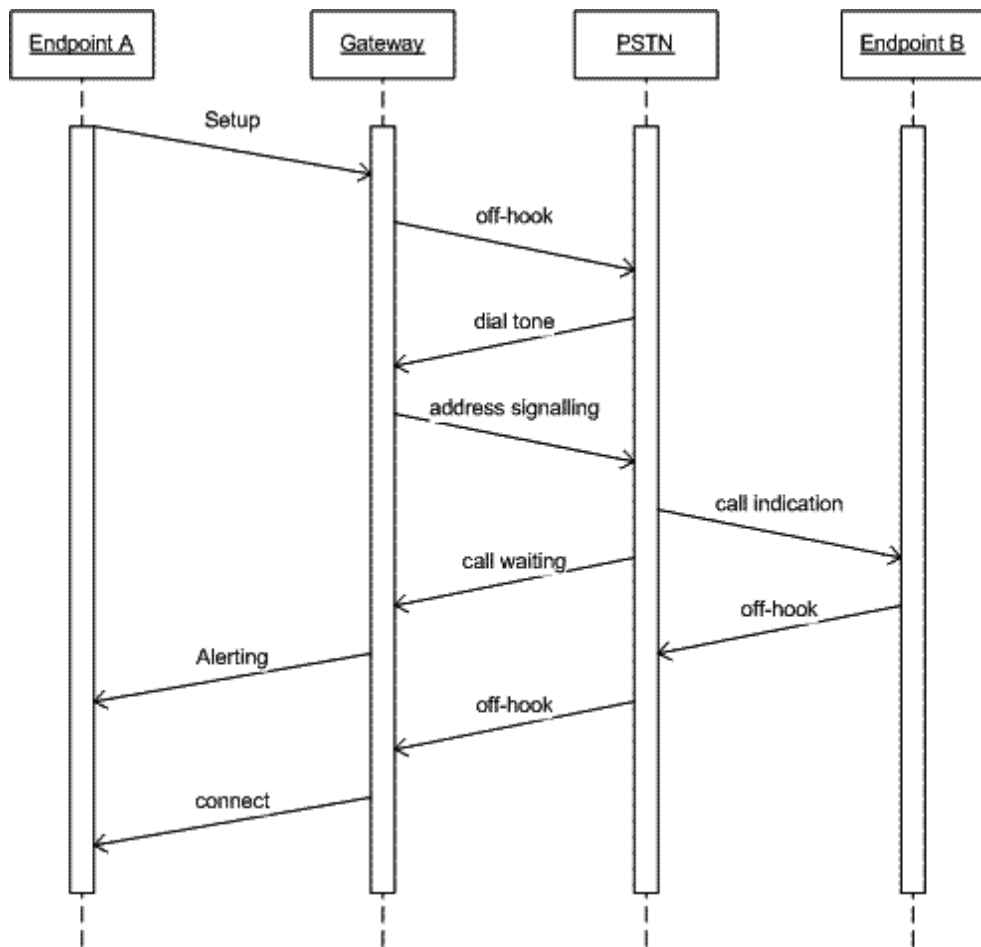 Endpoint A
Gateway
PSTN
Endpoint B
Setup
off-hook
dial tone
address signalling
call indication
call waiting
off-hook
Alerting
off-hook
connect